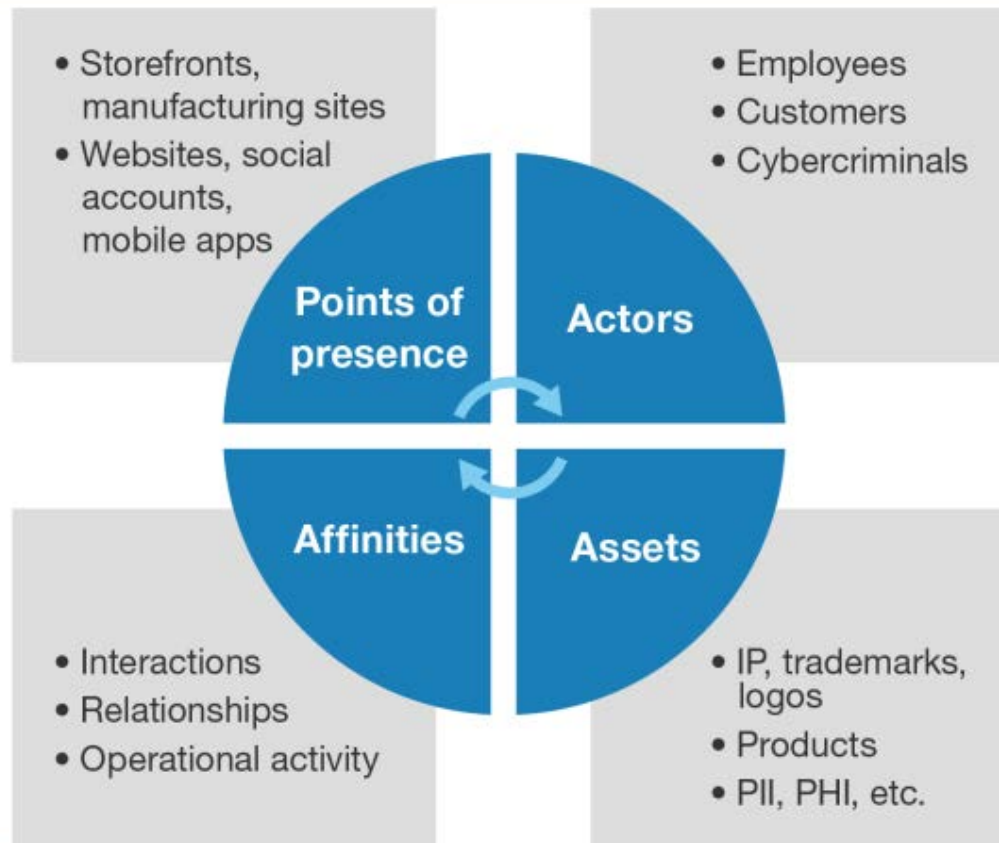 • Storefronts,
manufacturing sites
• Websites, social
accounts,
mobile apps
Points of
presence
• Employees
• Customers
• Cybercriminals
Actors
Affinities
• Interactions
• Relationships
• Operational activity
Assets
• IP, trademarks,
logos
• Products
• PII, PHI, etc.